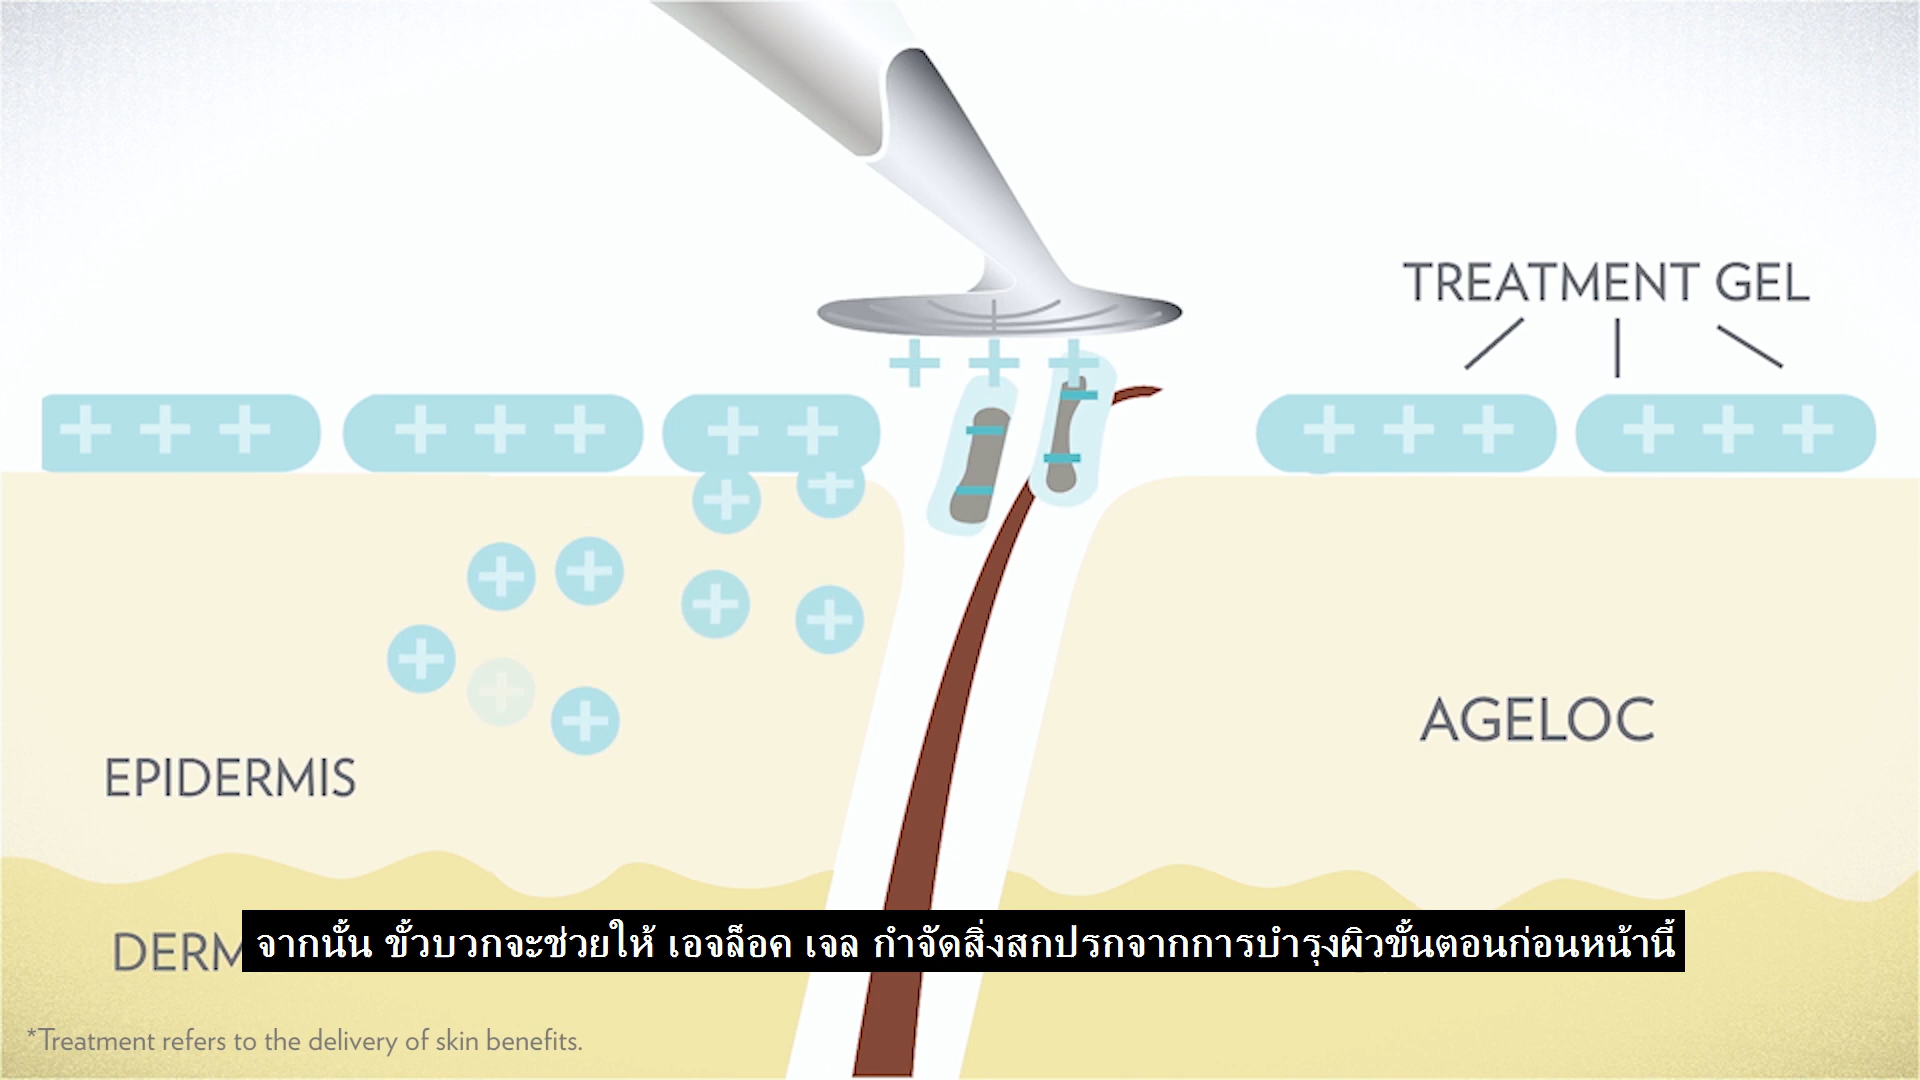 TREATMENT GEL
AGELOC
EPIDERMIS
DERM
จากนั้น ขั้วบวกจะช่วยให้ เอจล็อค เจล กำจัดสิ่งสกปรกจากการบำรุงผิวขั้นตอนก่อนหน้านี้
*Treatment refers to the delivery of skin benefits.